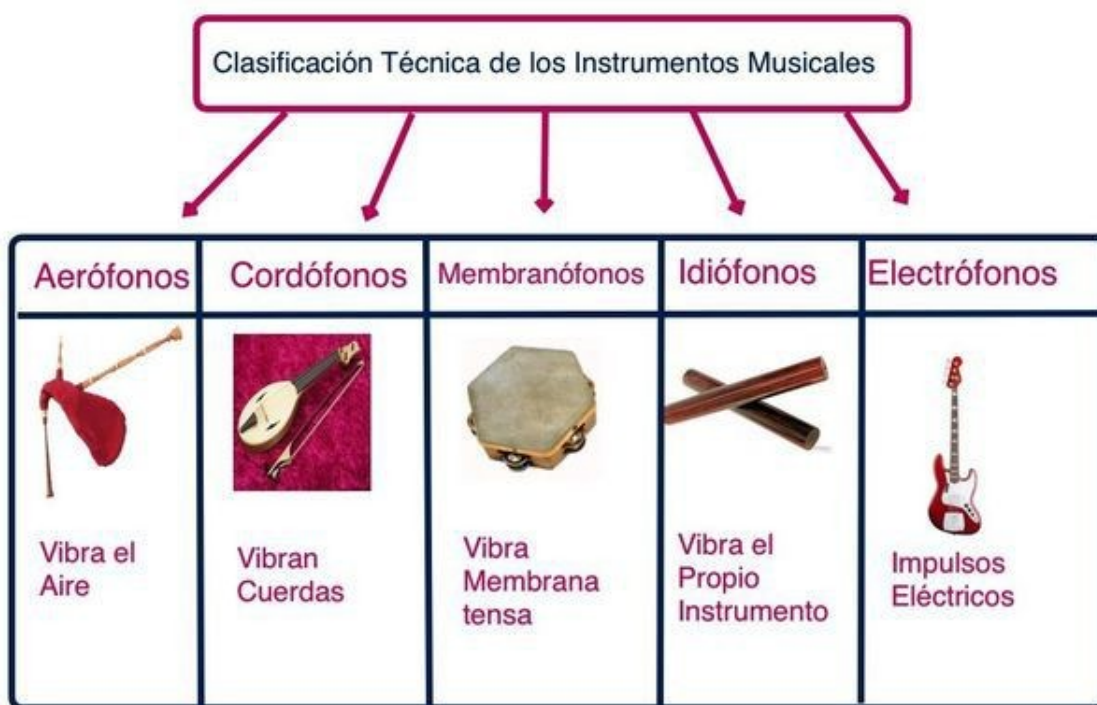 Clasificación Técnica de los Instrumentos Musicales
Aerófonos
Cordófonos
Membranófonos
Idiófonos
Electrófonos
Vibra el
Aire
Vibran
Cuerdas
Vibra
Membrana
tensa
Vibra el
Propio
Instrumento
Impulsos
Eléctricos